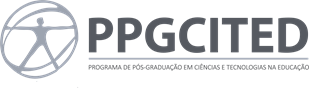 PPGCITED
PROGRAMA DE PÓS-GRADUAÇÃO EM CIÊNCIAS E TECNOLOGIAS NA EDUCAÇÃO